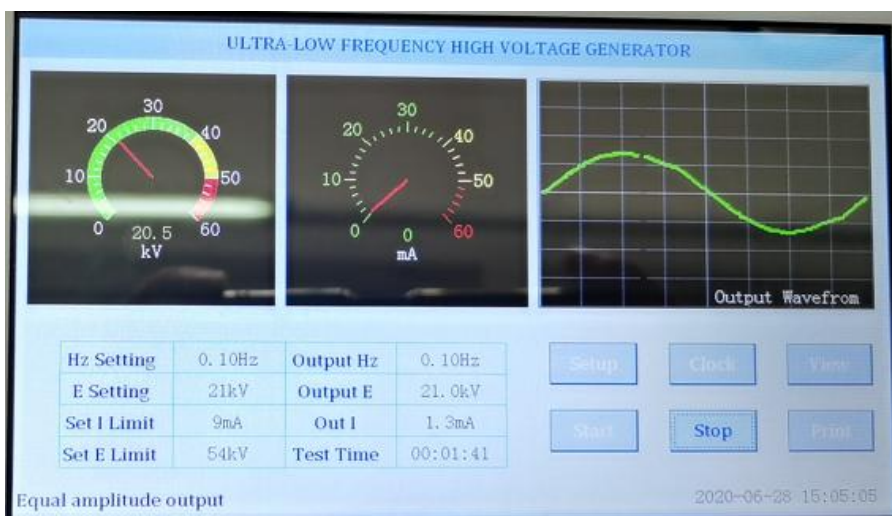 ULTRA-LOW FREQUENCY HIGH VOLTAGE GENERATOR
0 10 20 30 40 50 60
20.5
kV
0 10 20 30 40 50 60
0
mA
Output Wavefrom
Hz Setting 0.10Hz Output Hz 0.10Hz
E Setting 21kV Output E 21.0kV
Set I Limit 9mA Out I 1.3mA
Set E Limit 54kV Test Time 00:01:41
Setup Clock View
Start Stop Print
Equal amplitude output 2020-06-28 15:05:05